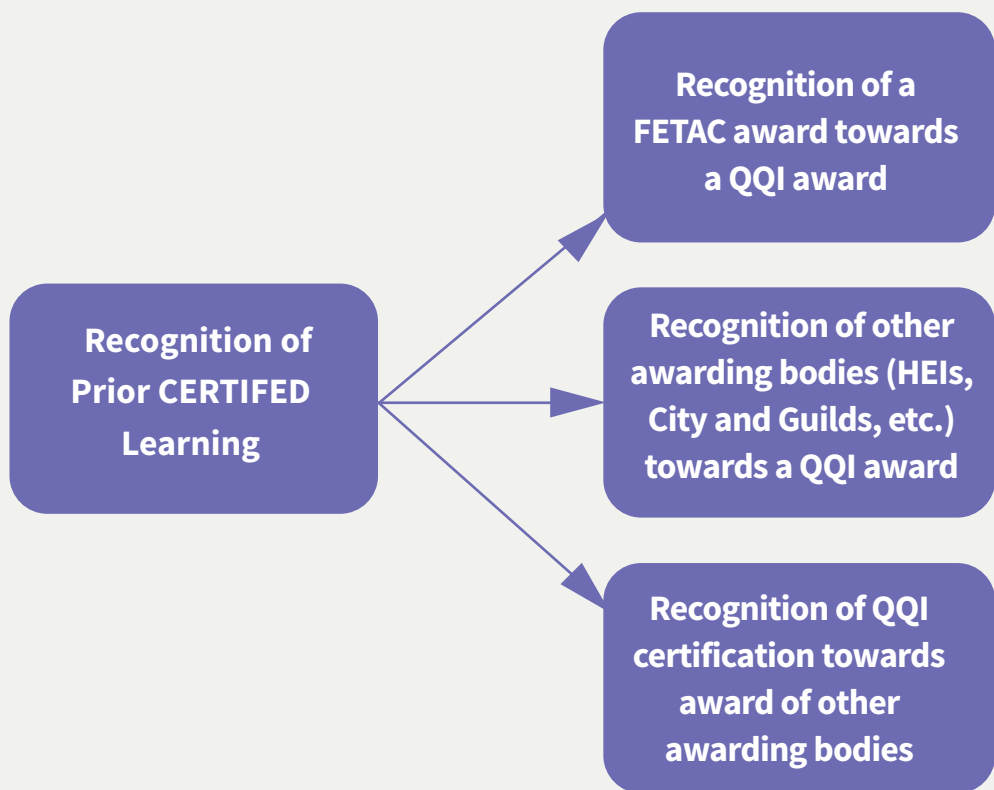 Recognition of
Prior CERTIFED
Learning
Recognition of a
FETAC award towards
a QQI award
Recognition of other
awarding bodies (HEIs,
City and Guilds, etc.)
towards a QQI award
Recognition of QQI
certification towards
award of other
awarding bodies